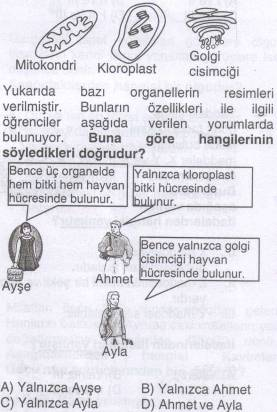 Mitokondri Kloroplast Golgi
cisimciği
Yukarıda bazı organellerin resimleri
verilmiştir. Bunların özellikleri ile ilgili
öğrenciler aşağıda verilen yorumlarda
bulunuyor. Buna göre hangilerinin
söyledikleri doğrudur?
Bence üç organelde
hem bitki hem hayvan
hücresinde bulunur.
Yalnızca kloroplast
bitki hücresinde
bulunur.
Bence yalnızca golgi
cisimciği hayvan
hücresinde bulunur.
Ayşe
Ahmet
Ayla
A) Yalnızca Ayşe B) Yalnızca Ahmet
C) Yalnızca Ayla D) Ahmet ve Ayla